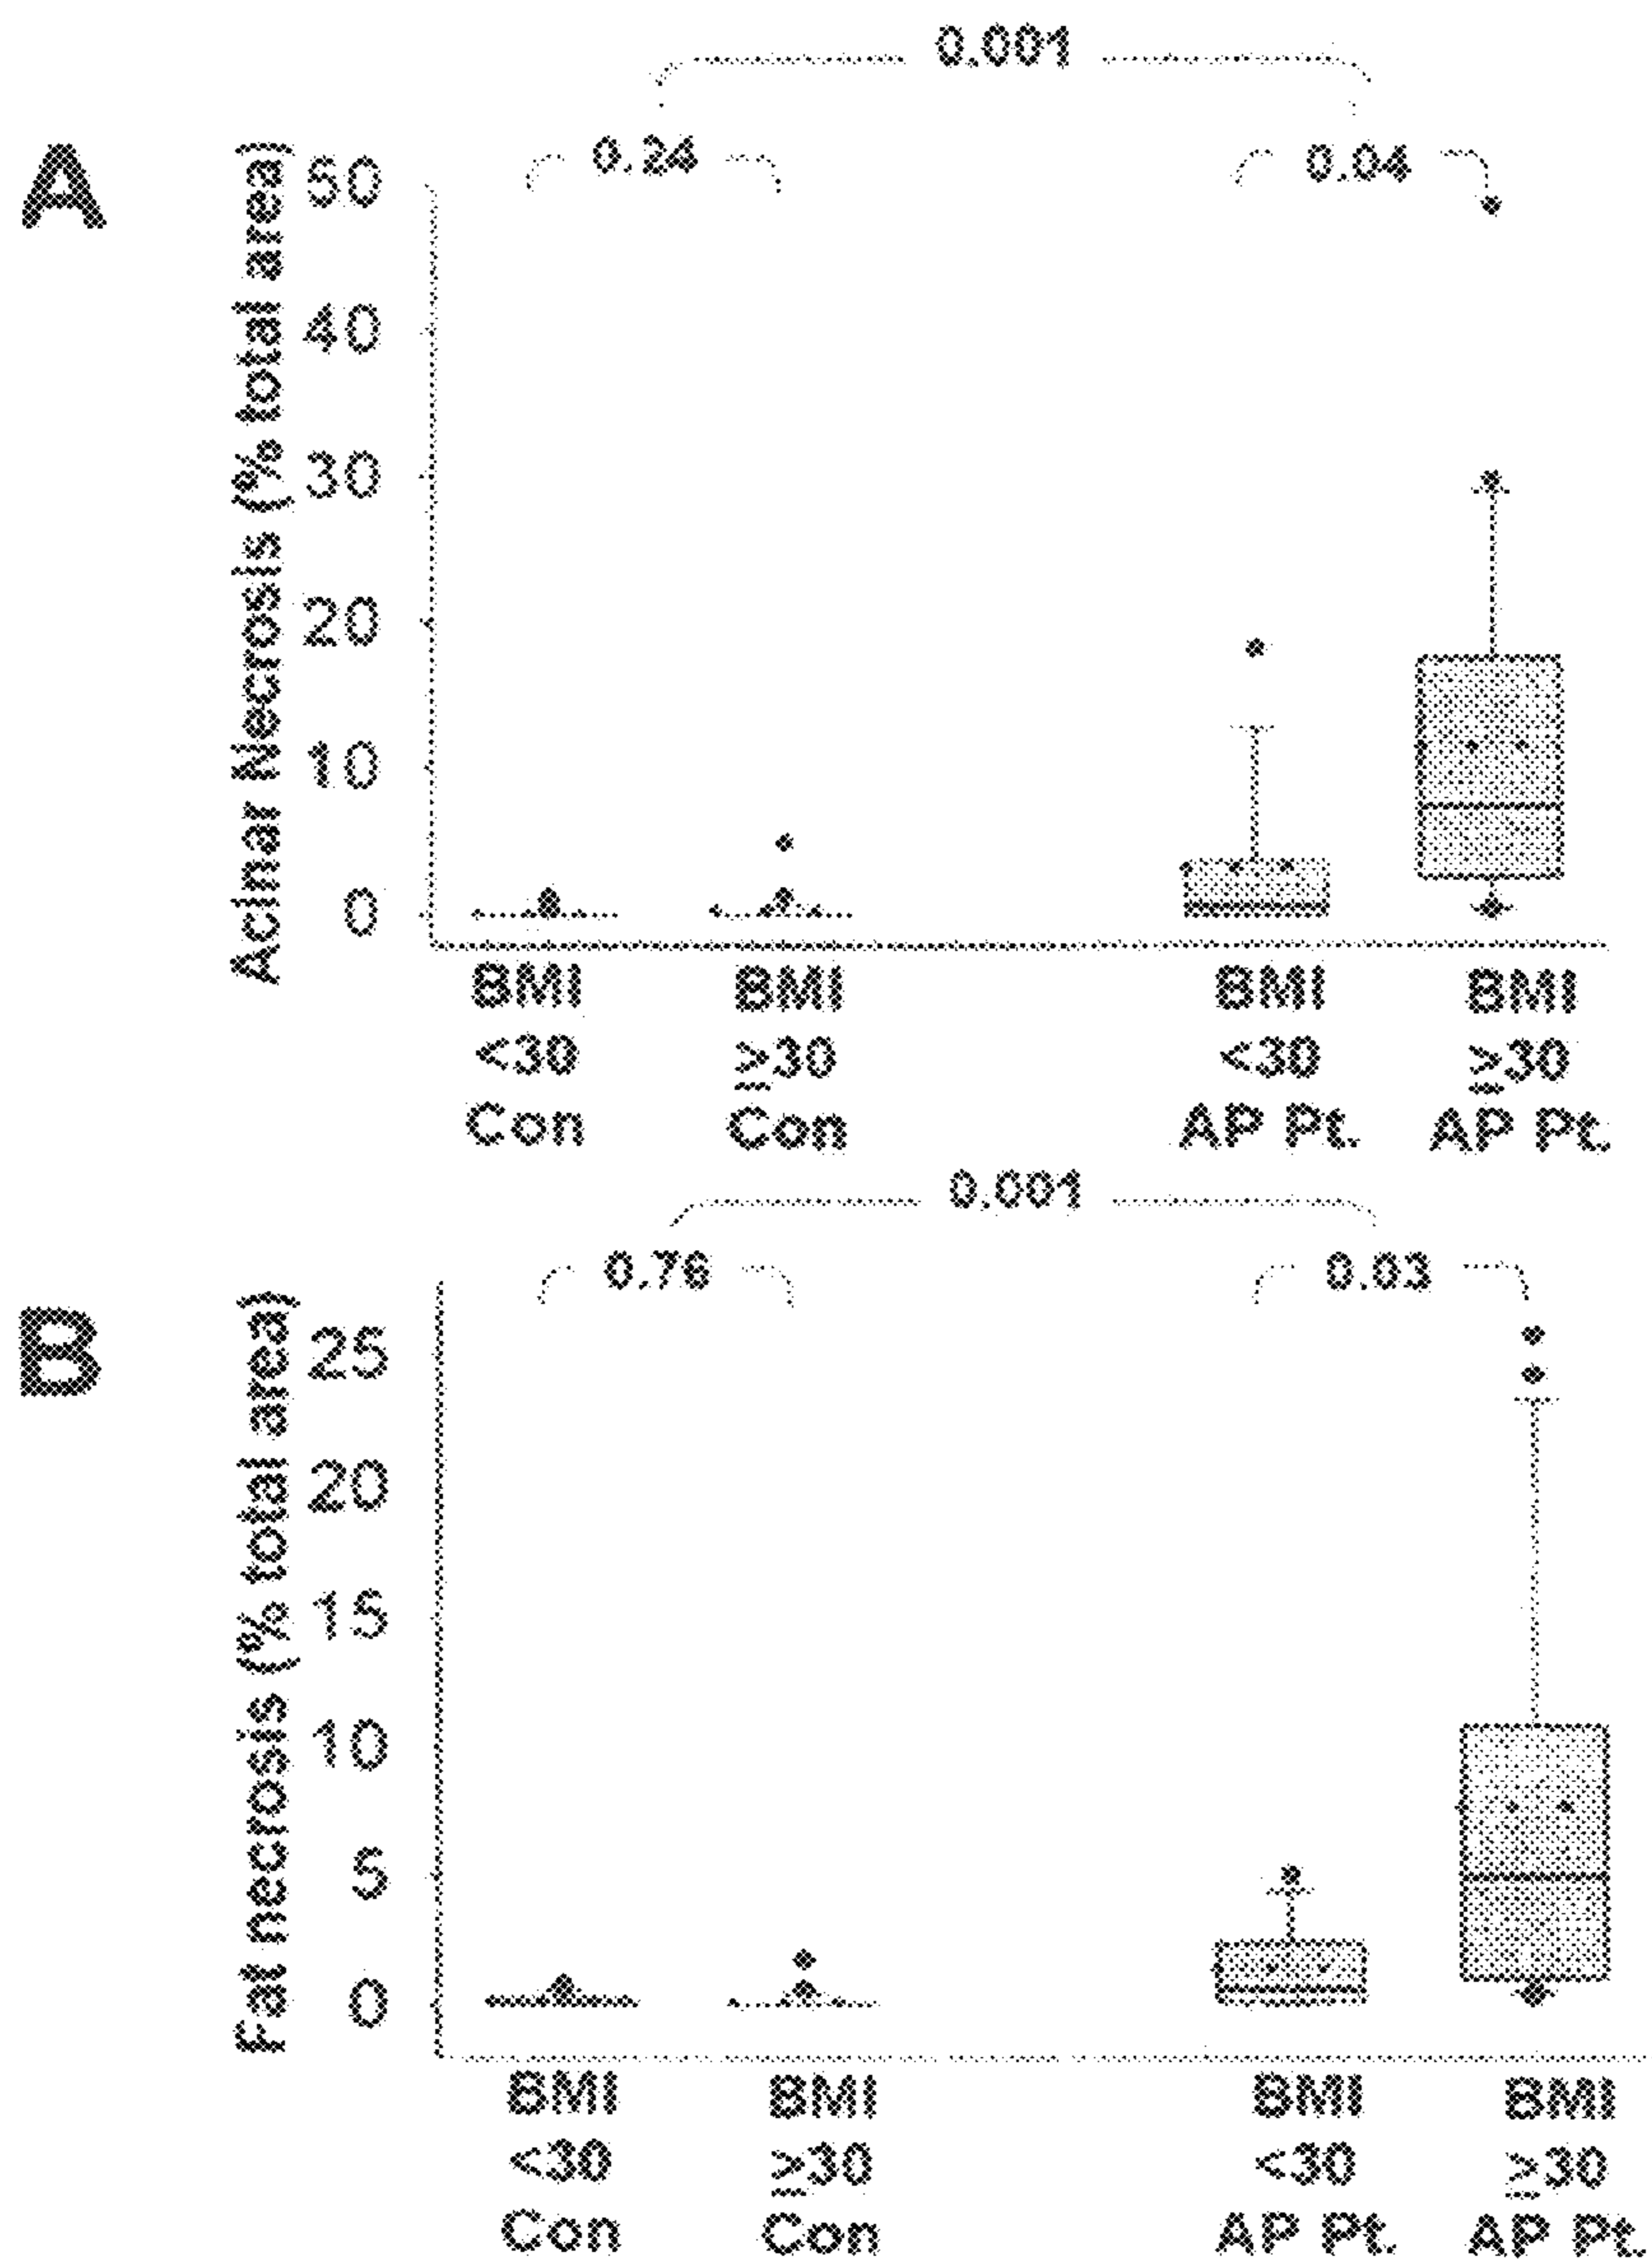 0.001
A
0.24
0.04
Acinar Necrosis (% total area)
50
40
30
20
10
0
BMI BMI BMI BMI
<30 ≥30 <30 ≥30
Con Con AP Pt. AP Pt.
0.001
0.76
0.03
B
Fat necrosis (% total area)
25
20
15
10
5
0
BMI BMI BMI BMI
<30 ≥30 <30 ≥30
Con Con AP Pt. AP Pt.